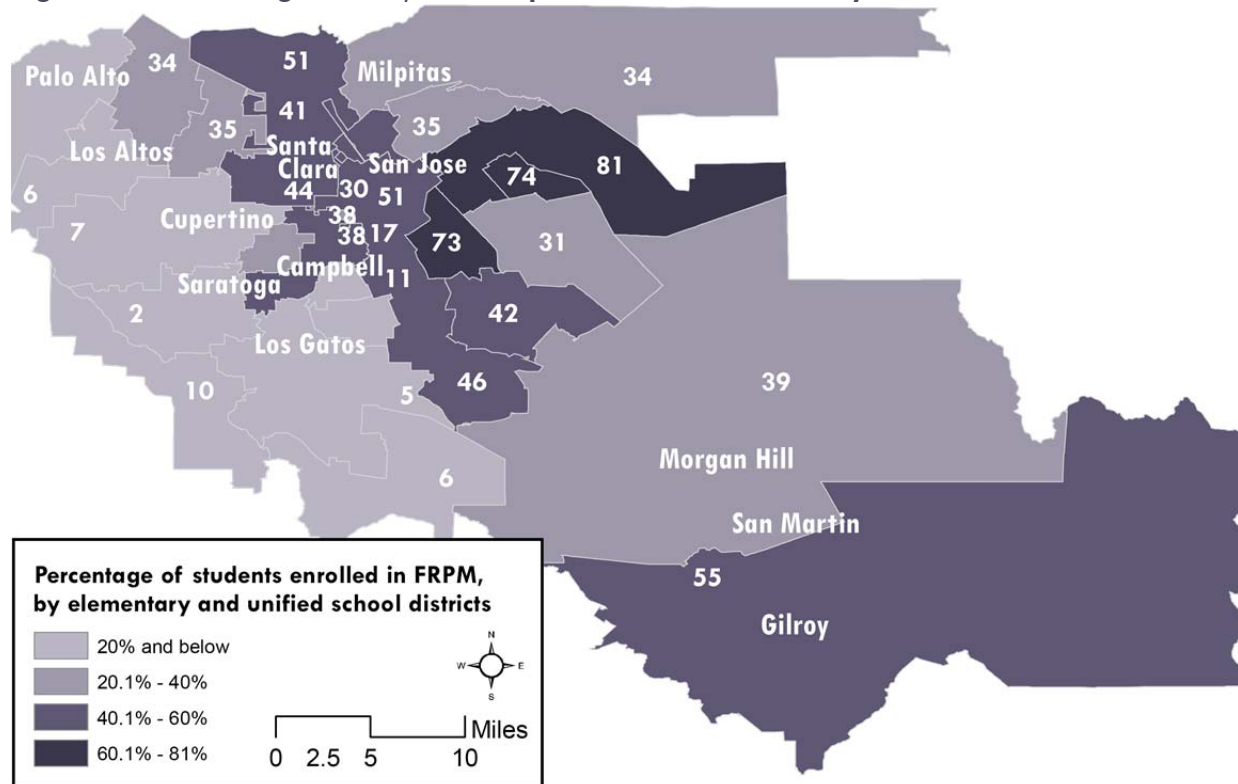 51
34
Palo Alto
Milpitas
34
41
35
35
Santa
Los Altos
Clara
San Jose
81
74
6
44
30
51
Cupertino
38
7
38
17
73
31
Campbell
11
Saratoga
2
42
Los Gatos
46
39
10
5
Morgan Hill
6
San Martin
55
Gilroy
Percentage of students enrolled in FRPM,
by elementary and unified school districts
20% and below
20.1% - 40%
40.1% - 60%
60.1% - 81%
N
W
E
S
Miles
0 2.5 5 10